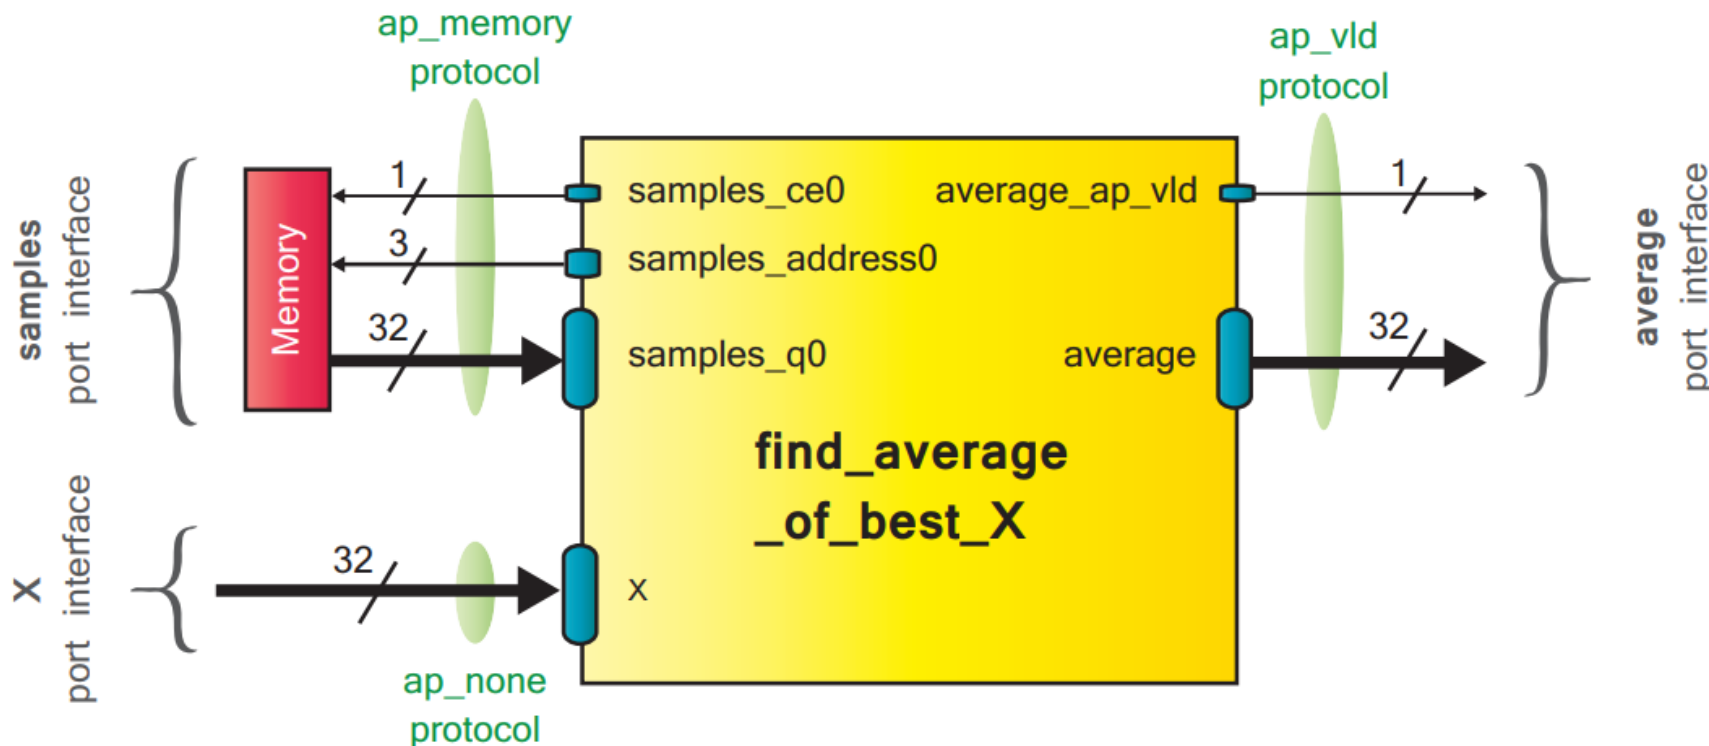 ap_memory
protocol
ap_vld
protocol
samples
port interface
Memory
1
3
32
samples_ce0
samples_address0
samples_q0
average_ap_vld
average
1
32
average
port interface
find_average
_of_best_X
X
port interface
32
x
ap_none
protocol